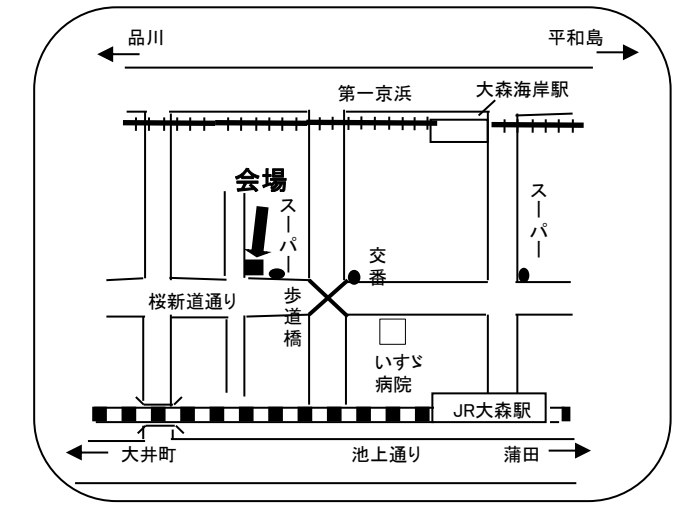 品川
平和島
第一京浜
大森海岸駅
会場
スーパー
スーパー
交番
桜新道通り
歩道橋
いすゞ
病院
JR大森駅
大井町
池上通り
蒲田